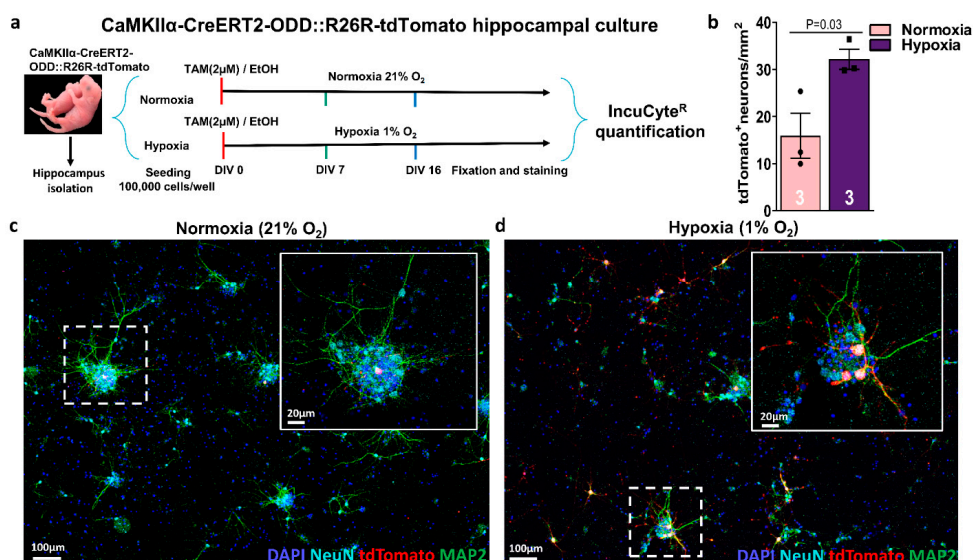 a
CaMKIIα-CreERT2-ODD::R26R-tdTomato hippocampal culture
CaMKIIα-CreERT2-
ODD::R26R-tdTomato
Hippocampus
isolation
TAM(2μM) / EtOH
Normoxia 21% O₂
Normoxia
TAM(2μM) / EtOH
Hypoxia 1% O₂
Hypoxia
Seeding
100,000 cells/well
DIV 0
DIV 7
DIV 16
Fixation and staining
IncuCyteᴿ
quantification
b
tdTomato⁺neurons/mm²
40
30
20
10
0
P=0.03
3
3
Normoxia
Hypoxia
c
Normoxia (21% O₂)
20μm
100μm
DAPI NeuN tdTomato MAP2
d
Hypoxia (1% O₂)
20μm
100μm
DAPI NeuN tdTomato MAP2